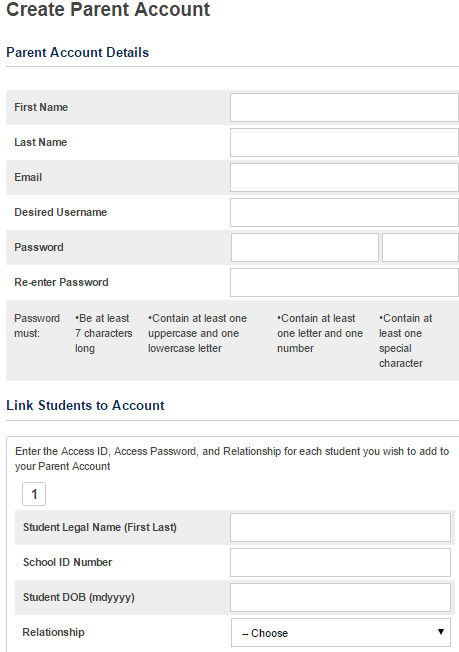 Create Parent Account
Parent Account Details
First Name
Last Name
Email
Desired Username
Password
Re-enter Password
Password must:
•Be at least 7 characters long
•Contain at least one uppercase and one lowercase letter
•Contain at least one letter and one number
•Contain at least one special character
Link Students to Account
Enter the Access ID, Access Password, and Relationship for each student you wish to add to
your Parent Account
1
Student Legal Name (First Last)
School ID Number
Student DOB (mdyyyy)
Relationship
-- Choose